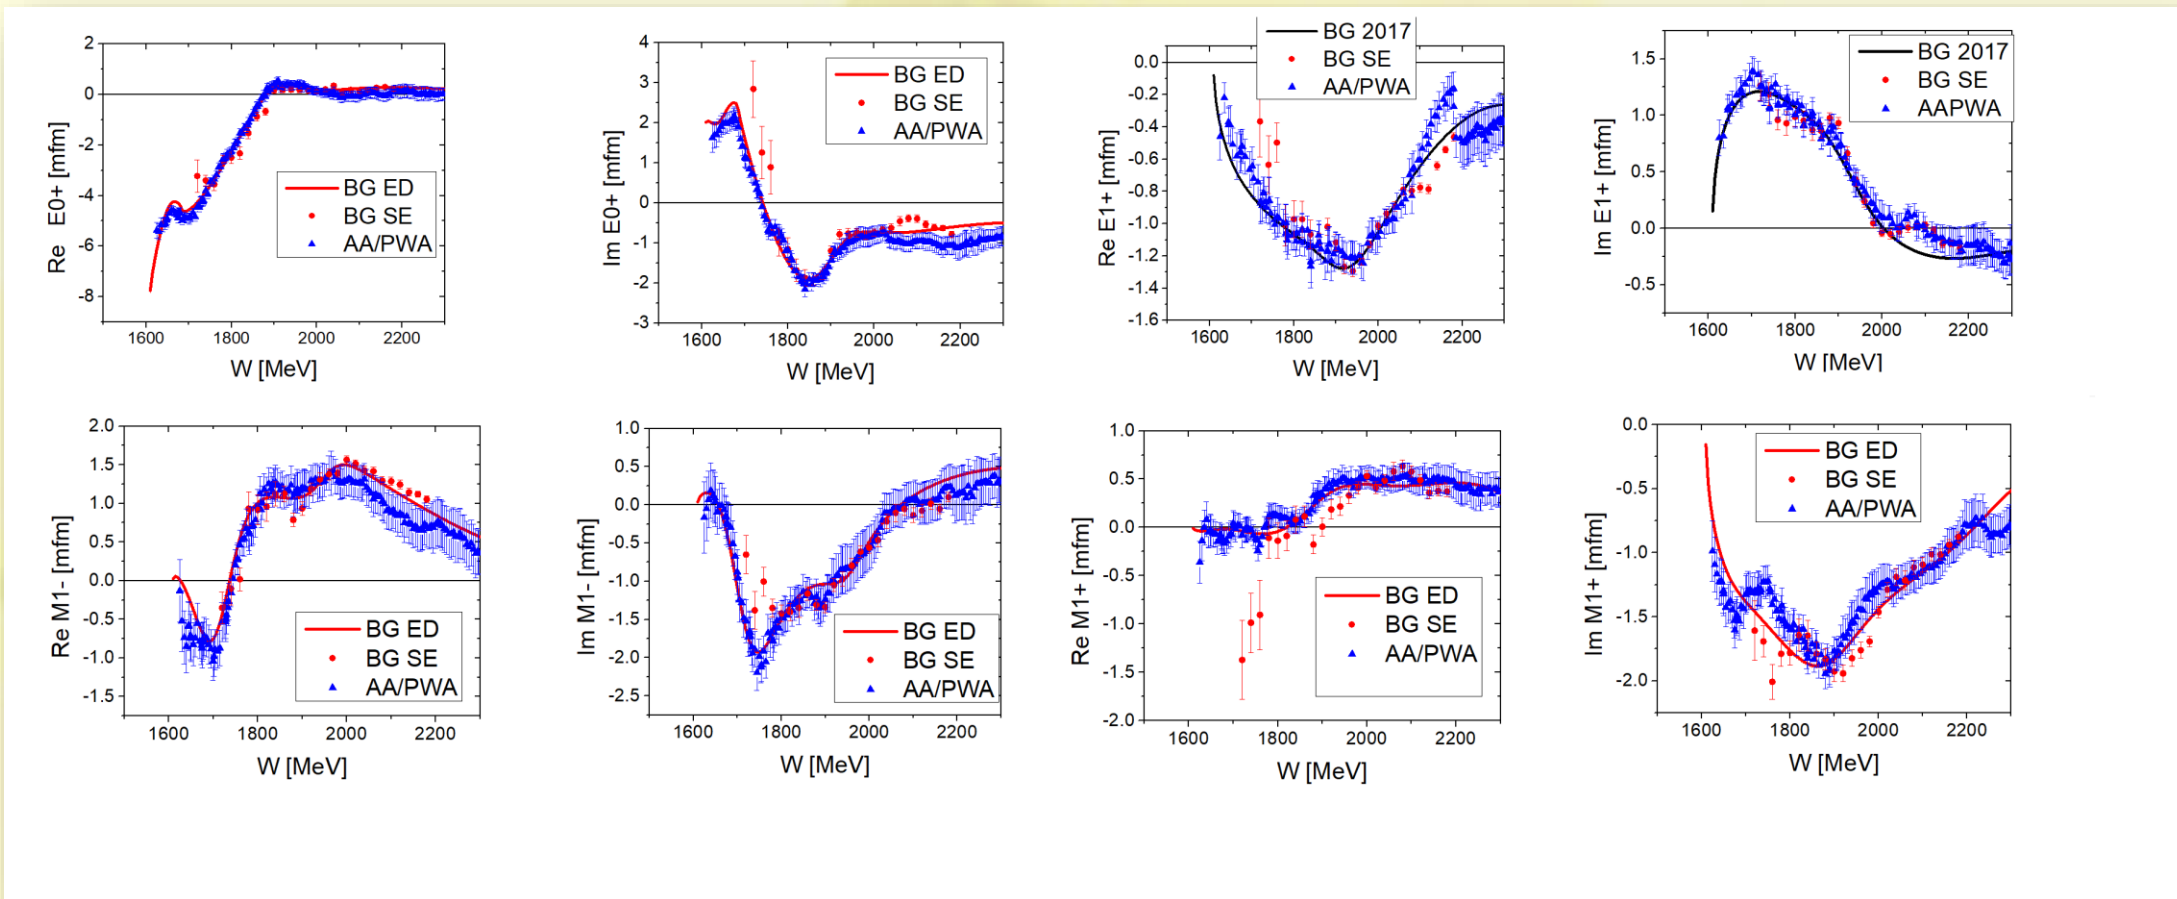 2
0
-2
-4
-6
-8
1600 1800 2000 2200
Re E0+ [mfm]
W [MeV]
BG ED
BG SE
AA/PWA
4
3
2
1
0
-1
-2
-3
1600 1800 2000 2200
Im E0+ [mfm]
W [MeV]
BG ED
BG SE
AA/PWA
0.0
-0.2
-0.4
-0.6
-0.8
-1.0
-1.2
-1.4
-1.6
1600 1800 2000 2200
Re E1+ [mfm]
W [MeV]
BG 2017
BG SE
AA/PWA
1.5
1.0
0.5
0.0
-0.5
1600 1800 2000 2200
Im E1+ [mfm]
W [MeV]
BG 2017
BG SE
AAPWA
2.0
1.5
1.0
0.5
0.0
-0.5
-1.0
-1.5
1600 1800 2000 2200
Re M1- [mfm]
W [MeV]
BG ED
BG SE
AA/PWA
1.0
0.5
0.0
-0.5
-1.0
-1.5
-2.0
-2.5
1600 1800 2000 2200
Im M1- [mfm]
W [MeV]
BG ED
BG SE
AA/PWA
1.0
0.5
0.0
-0.5
-1.0
-1.5
-2.0
1600 1800 2000 2200
Re M1+ [mfm]
W [MeV]
BG ED
BG SE
AA/PWA
0.0
-0.5
-1.0
-1.5
-2.0
1600 1800 2000 2200
Im M1+ [mfm]
W [MeV]
BG ED
BG SE
AA/PWA